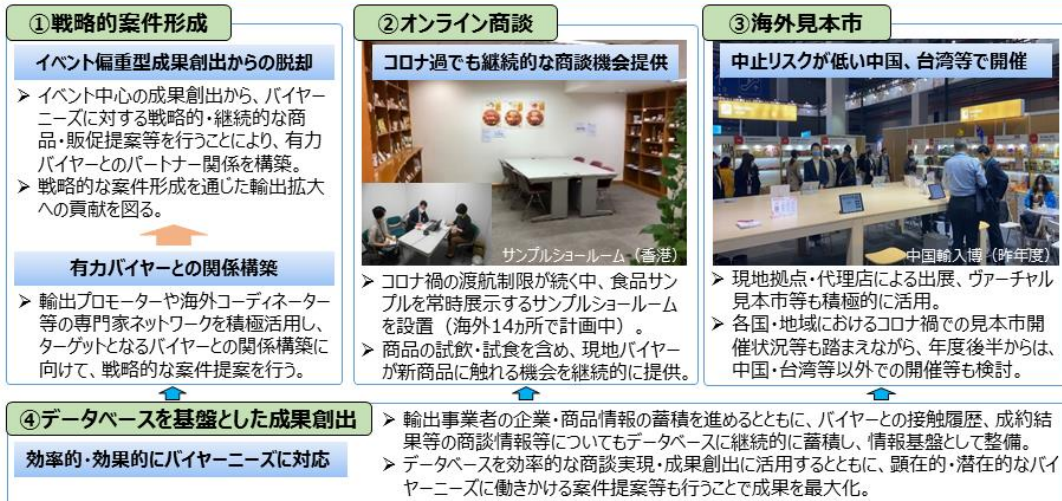 ①戦略的案件形成
イベント偏重型成果創出からの脱却
➢ イベント中心の成果創出から、バイヤー
ニーズに対する戦略的・継続的な商
品・販促提案等を行うことにより、有力
バイヤーとのパートナー関係を構築。
➢ 戦略的な案件形成を通じた輸出拡大
への貢献を図る。
有力バイヤーとの関係構築
➢ 輸出プロモーターや海外コーディネーター
等の専門家ネットワークを積極活用し、
ターゲットとなるバイヤーとの関係構築に
向けて、戦略的な案件提案を行う。
②オンライン商談
コロナ過でも継続的な商談機会提供
サンプルショールーム（香港）
➢ コロナ禍の渡航制限が続く中、食品サン
プルを常時展示するサンプルショールーム
を設置（海外14ヵ所で計画中）。
➢ 商品の試飲・試食を含め、現地バイヤー
が新商品に触れる機会を継続的に提供。
③海外見本市
中止リスクが低い中国、台湾等で開催
中国輸入博（昨年度）
➢ 現地拠点・代理店による出展、ヴァーチャル
見本市等も積極的に活用。
➢ 各国・地域におけるコロナ禍での見本市開
催状況等も踏まえながら、年度後半からは、
中国・台湾等以外での開催等も検討。
④データベースを基盤とした成果創出
効率的・効果的にバイヤーニーズに対応
➢ 輸出事業者の企業・商品情報の蓄積を進めるとともに、バイヤーとの接触履歴、成約結
果等の商談情報等についてもデータベースに継続的に蓄積し、情報基盤として整備。
➢ データベースを効率的な商談実現・成果創出に活用するとともに、顕在的・潜在的なバイ
ヤーニーズに働きかける案件提案等も行うことで成果を最大化。